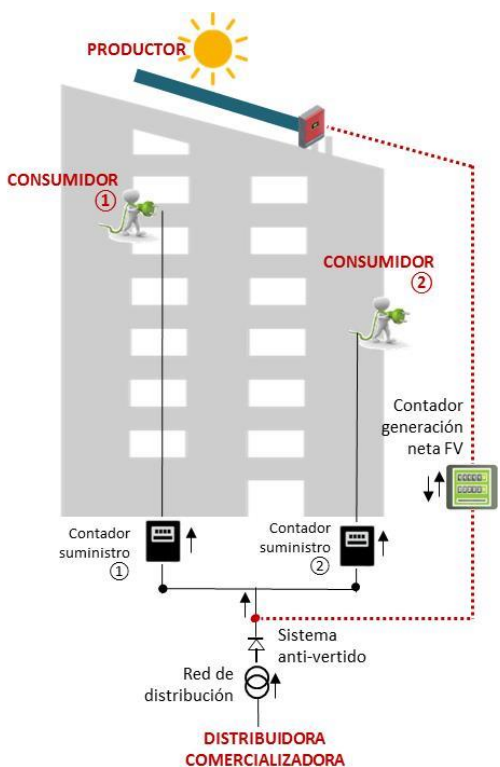 PRODUCTOR
CONSUMIDOR
①
CONSUMIDOR
②
Contador
generación
neta FV
Contador
suministro
①
Contador
suministro
②
Sistema
anti-vertido
Red de
distribución
DISTRIBUIDORA
COMERCIALIZADORA